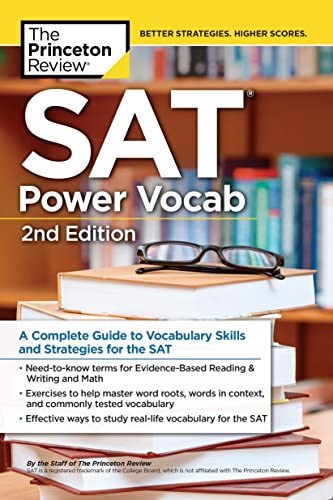 The
Princeton
Review®
BETTER STRATEGIES. HIGHER SCORES.
SAT®
Power Vocab
2nd Edition
A Complete Guide to Vocabulary Skills
and Strategies for the SAT
• Need-to-know terms for Evidence-Based Reading &
Writing and Math
• Exercises to help master word roots, words in context,
and commonly tested vocabulary
• Effective ways to study real-life vocabulary for the SAT
By the Staff of The Princeton Review
SAT is a registered trademark of the College Board, which is not affiliated with The Princeton Review.